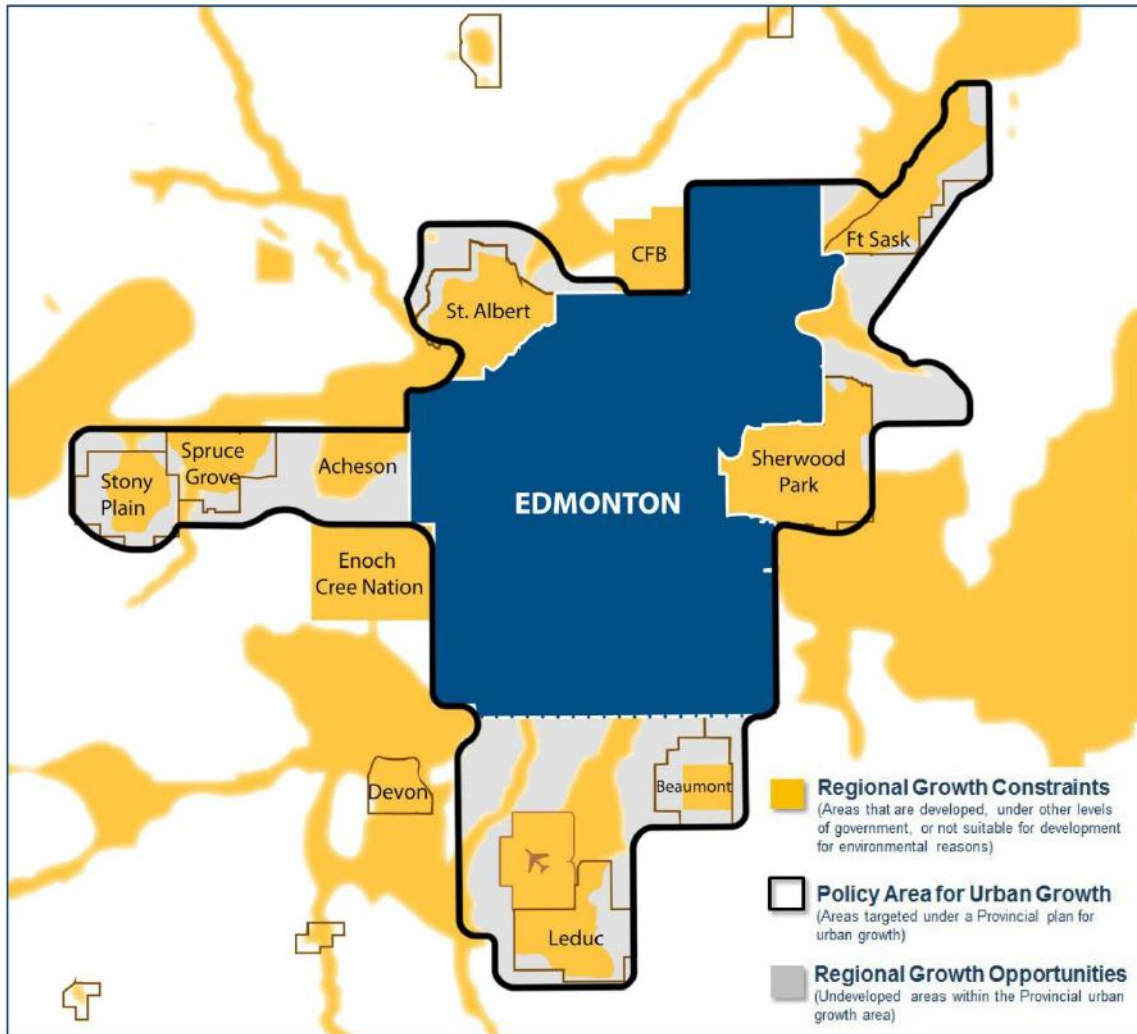 CFB
Ft Sask
St. Albert
Spruce
Grove
Acheson
Stony
Plain
Sherwood
Park
EDMONTON
Enoch
Cree Nation
Devon
Beaumont
Leduc
Regional Growth Constraints
(Areas that are developed, under other levels
of government, or not suitable for development
for environmental reasons)
Policy Area for Urban Growth
(Areas targeted under a Provincial plan for
urban growth)
Regional Growth Opportunities
(Undeveloped areas within the Provincial urban
growth area)